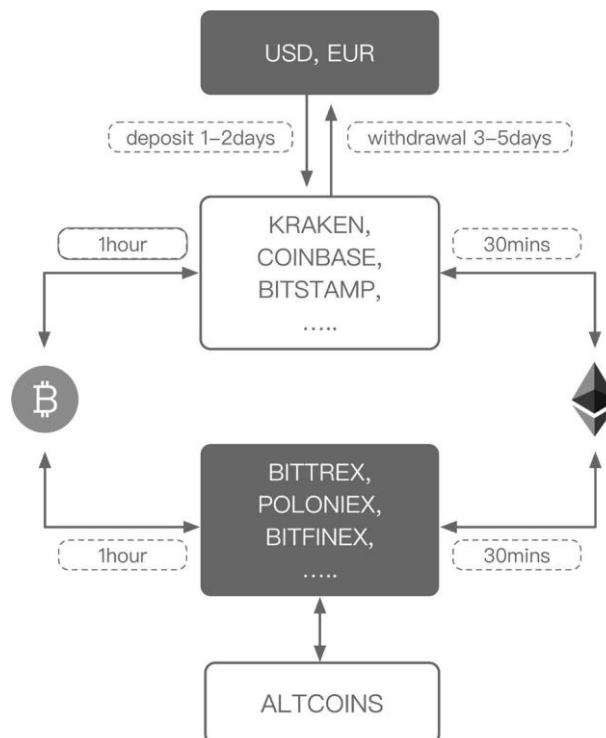 USD, EUR
deposit 1–2days
withdrawal 3–5days
KRAKEN,
COINBASE,
BITSTAMP,
.....
1hour
30mins
BITTREX,
POLONIEX,
BITFINEX,
.....
1hour
30mins
ALTCOINS